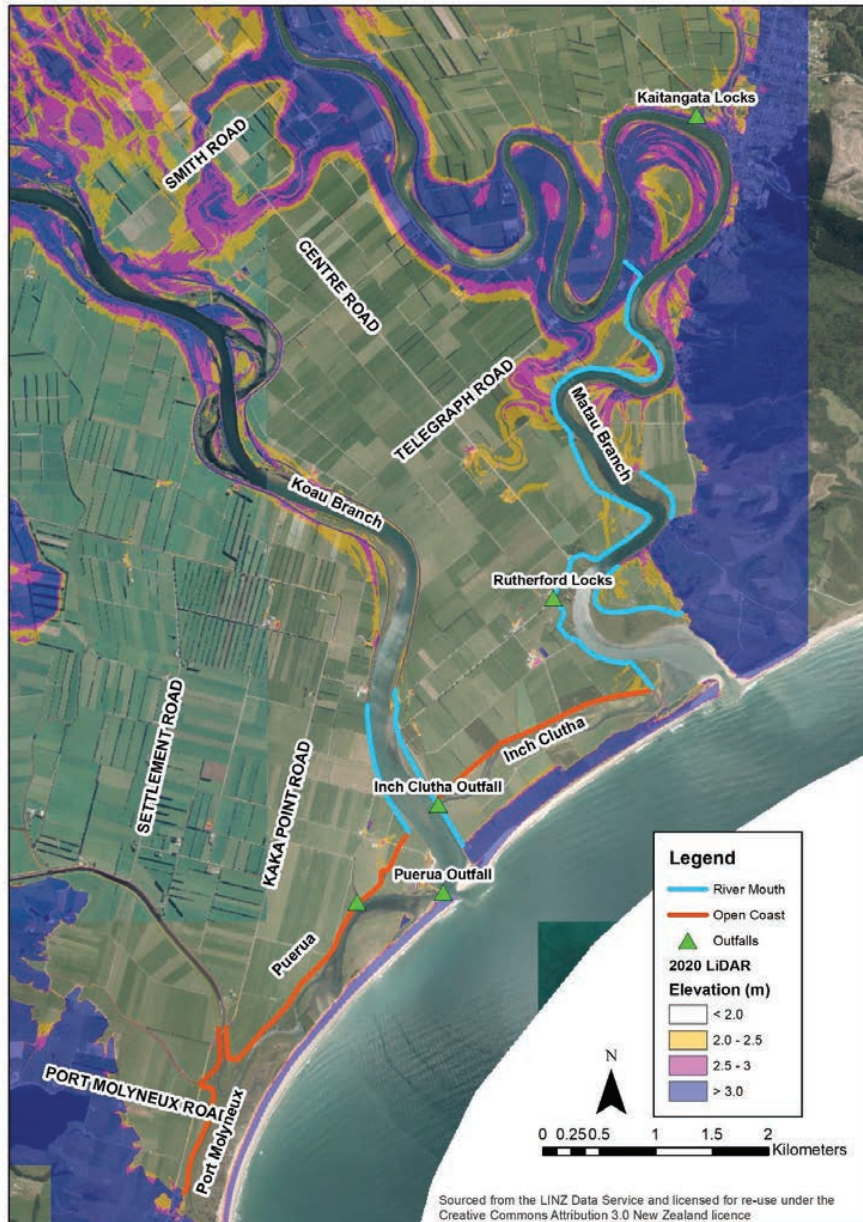 Kaitangata Locks
SMITH ROAD
CENTRE ROAD
TELEGRAPH ROAD
Matau Branch
Koau Branch
Rutherford Locks
SETTLEMENT ROAD
KAKA POINT ROAD
Inch Clutha
Inch Clutha Outfall
Puerua Outfall
Puerua
PORT MOLYNEUX ROAD
Port Molyneux
Legend
River Mouth
Open Coast
Outfalls
2020 LiDAR
Elevation (m)
< 2.0
2.0 - 2.5
2.5 - 3
> 3.0
N
0 0.25 0.5 1 2
Kilometers
Sourced from the LINZ Data Service and licensed for re-use under the
Creative Commons Attribution 3.0 New Zealand licence